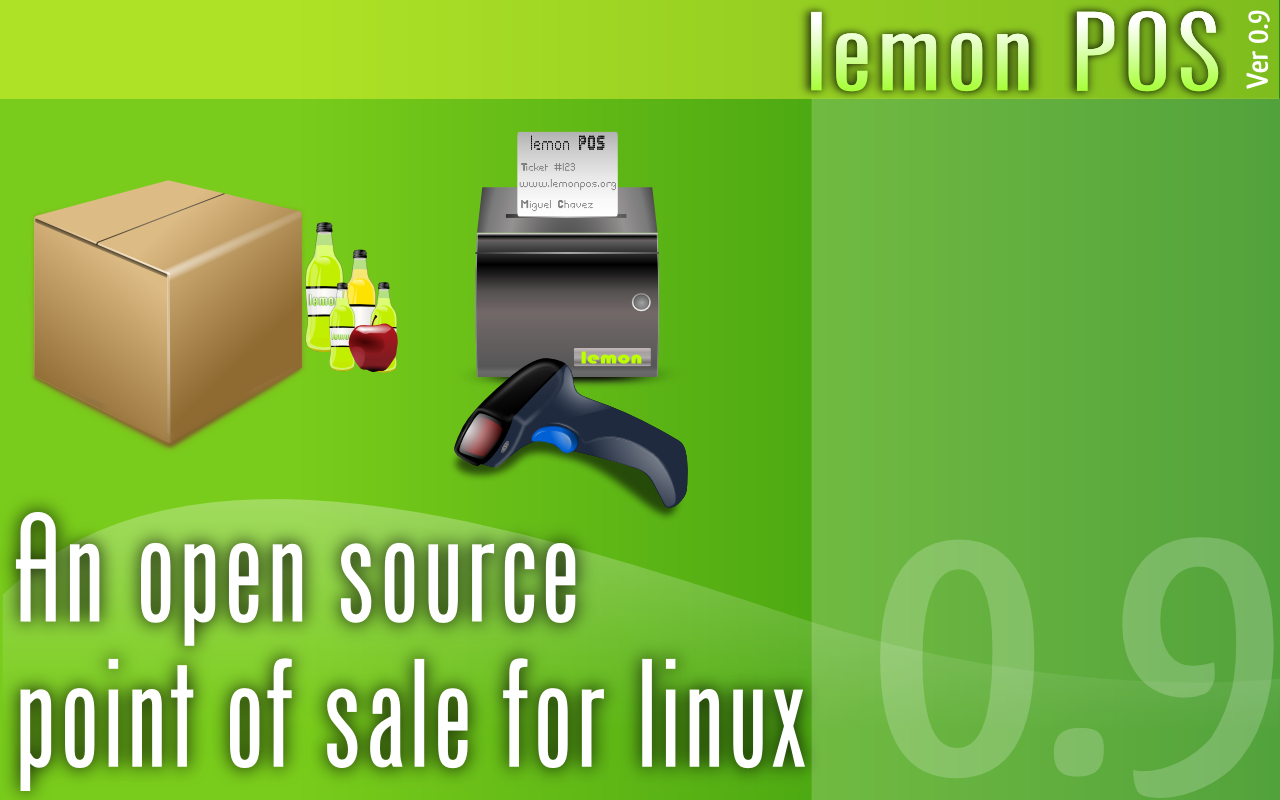 lemon POS
Ver 0.9
lemon POS
Ticket #123
www.lemonpos.org
Miguel Chavez
lemon
lemon
An open source
point of sale for linux
0.9